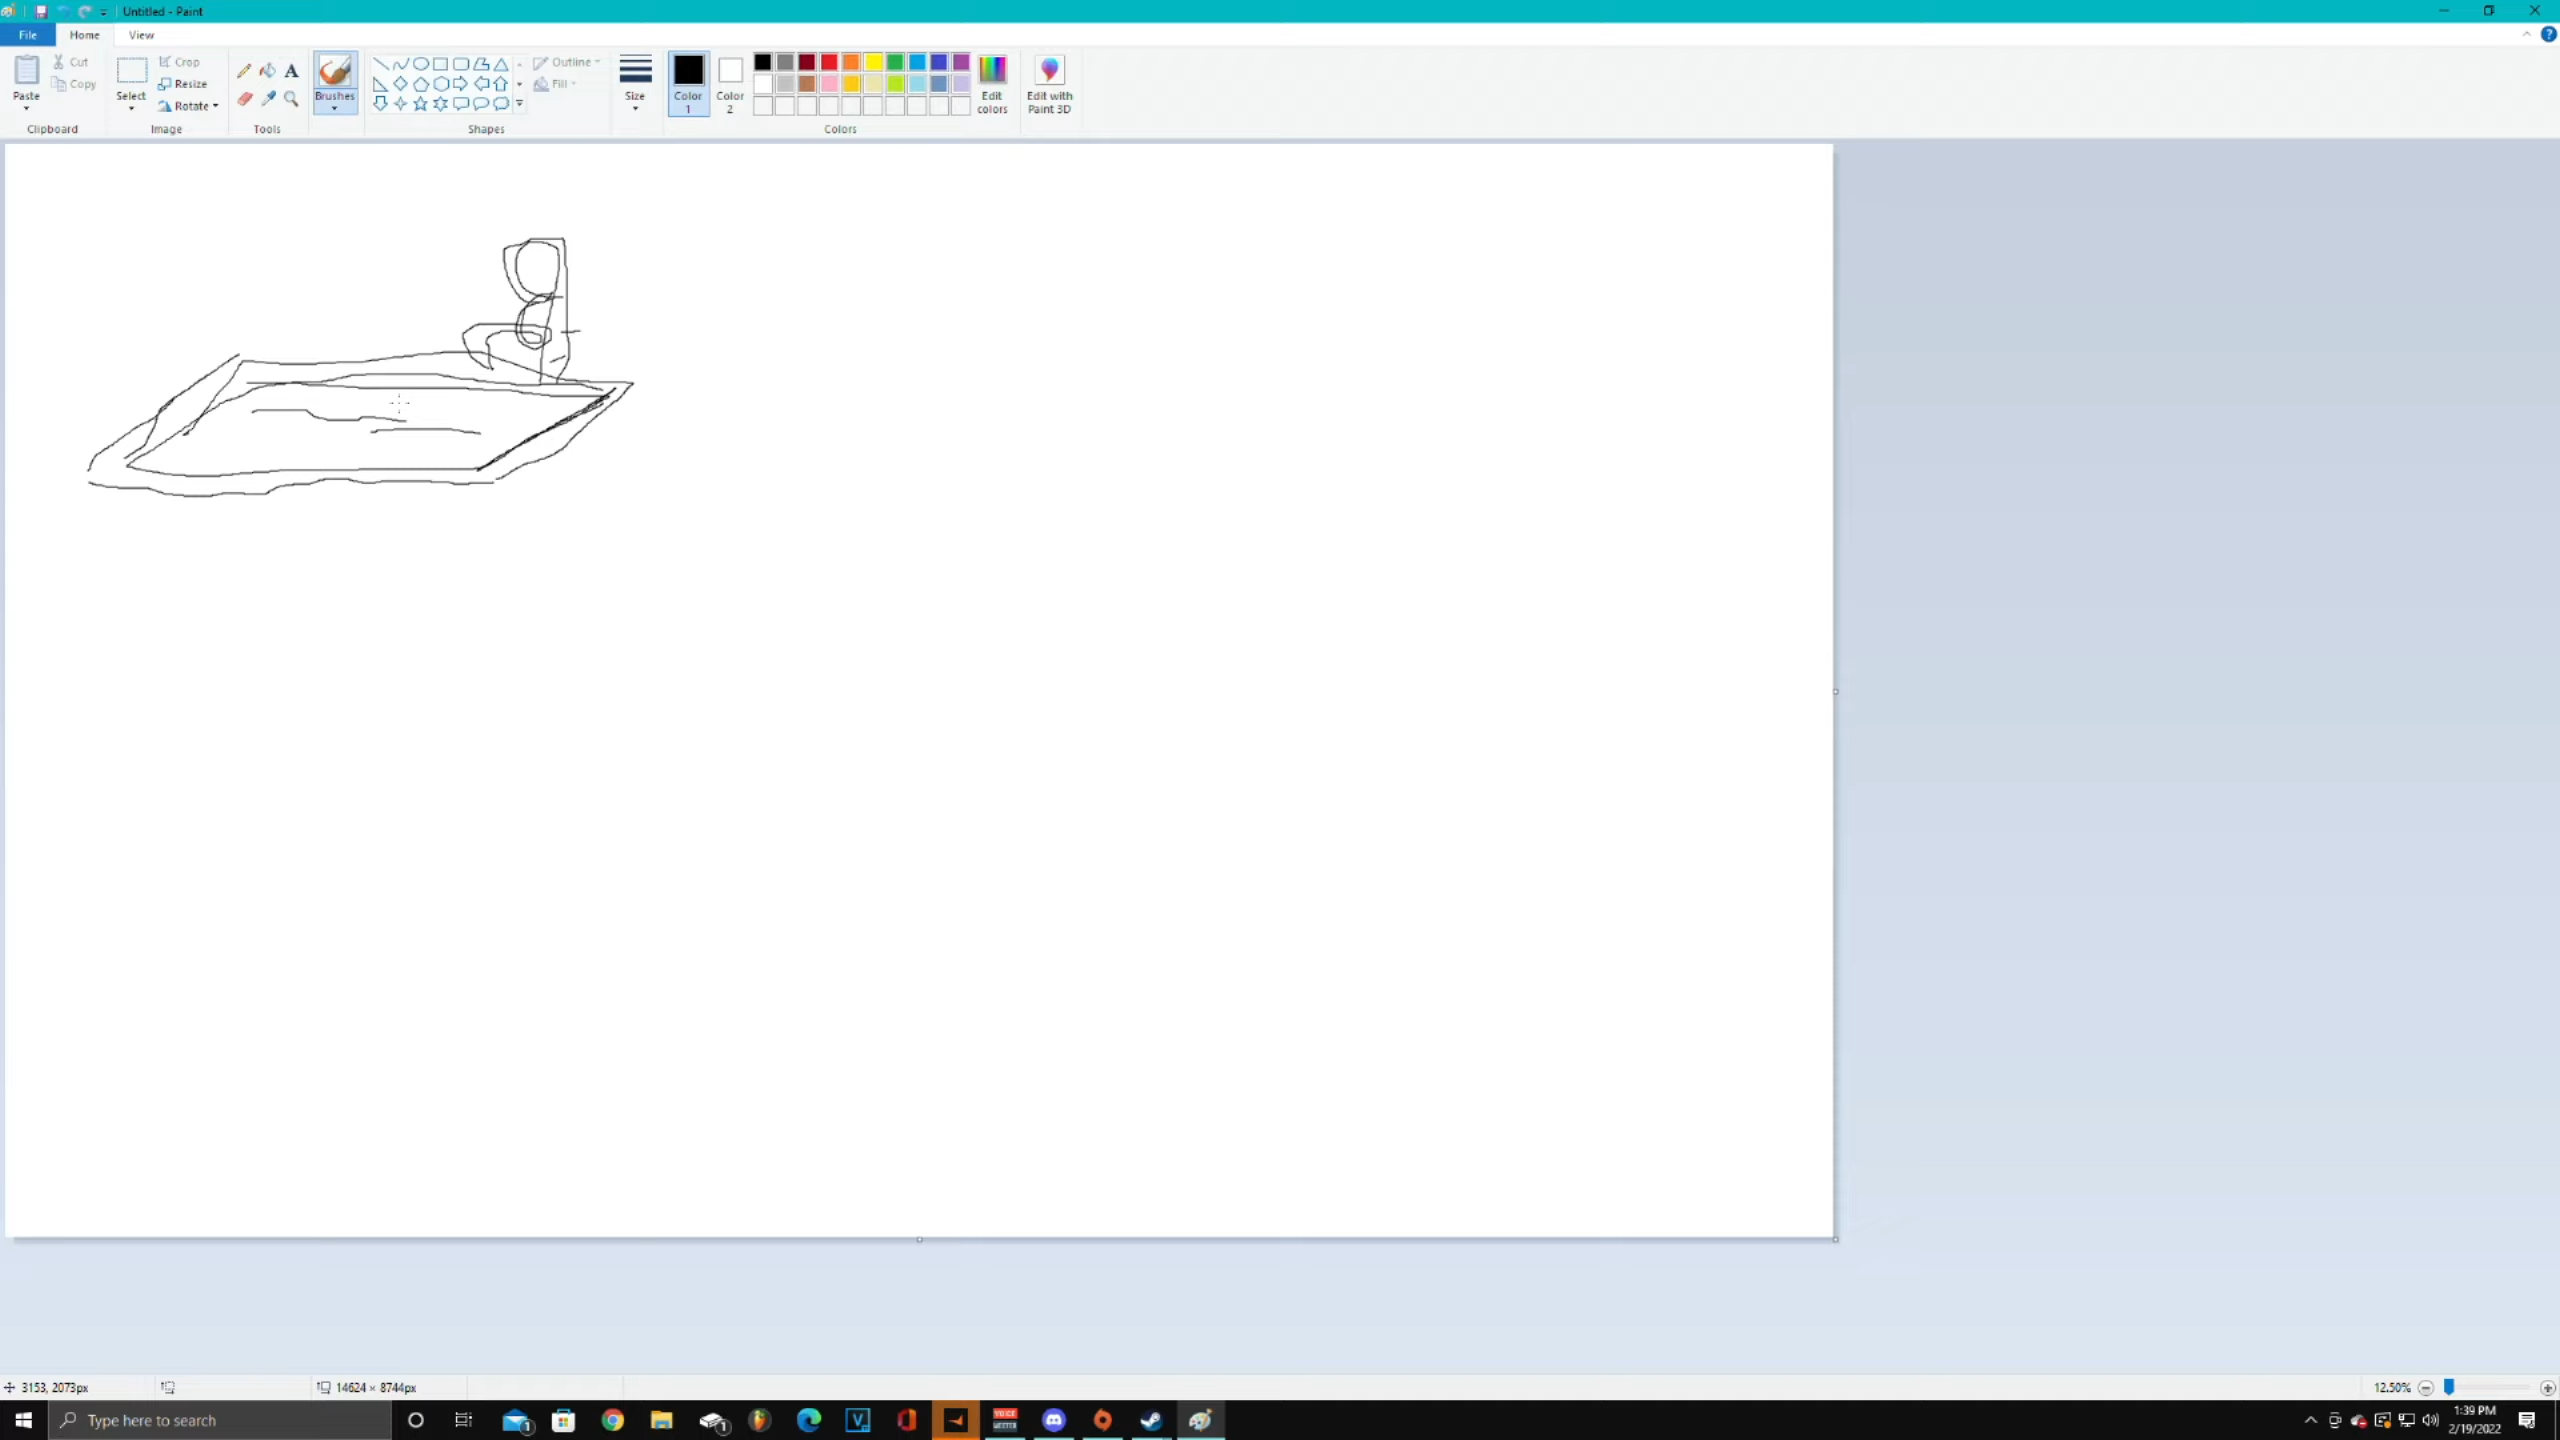 Untitled - Paint
File Home View
Paste
Cut
Copy
Clipboard
Select
Crop
Resize
Rotate
Image
Tools
Brushes
Shapes
Outline
Fill
Size
Color 1
Color 2
Colors
Edit colors
Edit with Paint 3D
3153, 2073px
14624 × 8744px
12.50%
Type here to search
1:39 PM
2/19/2022